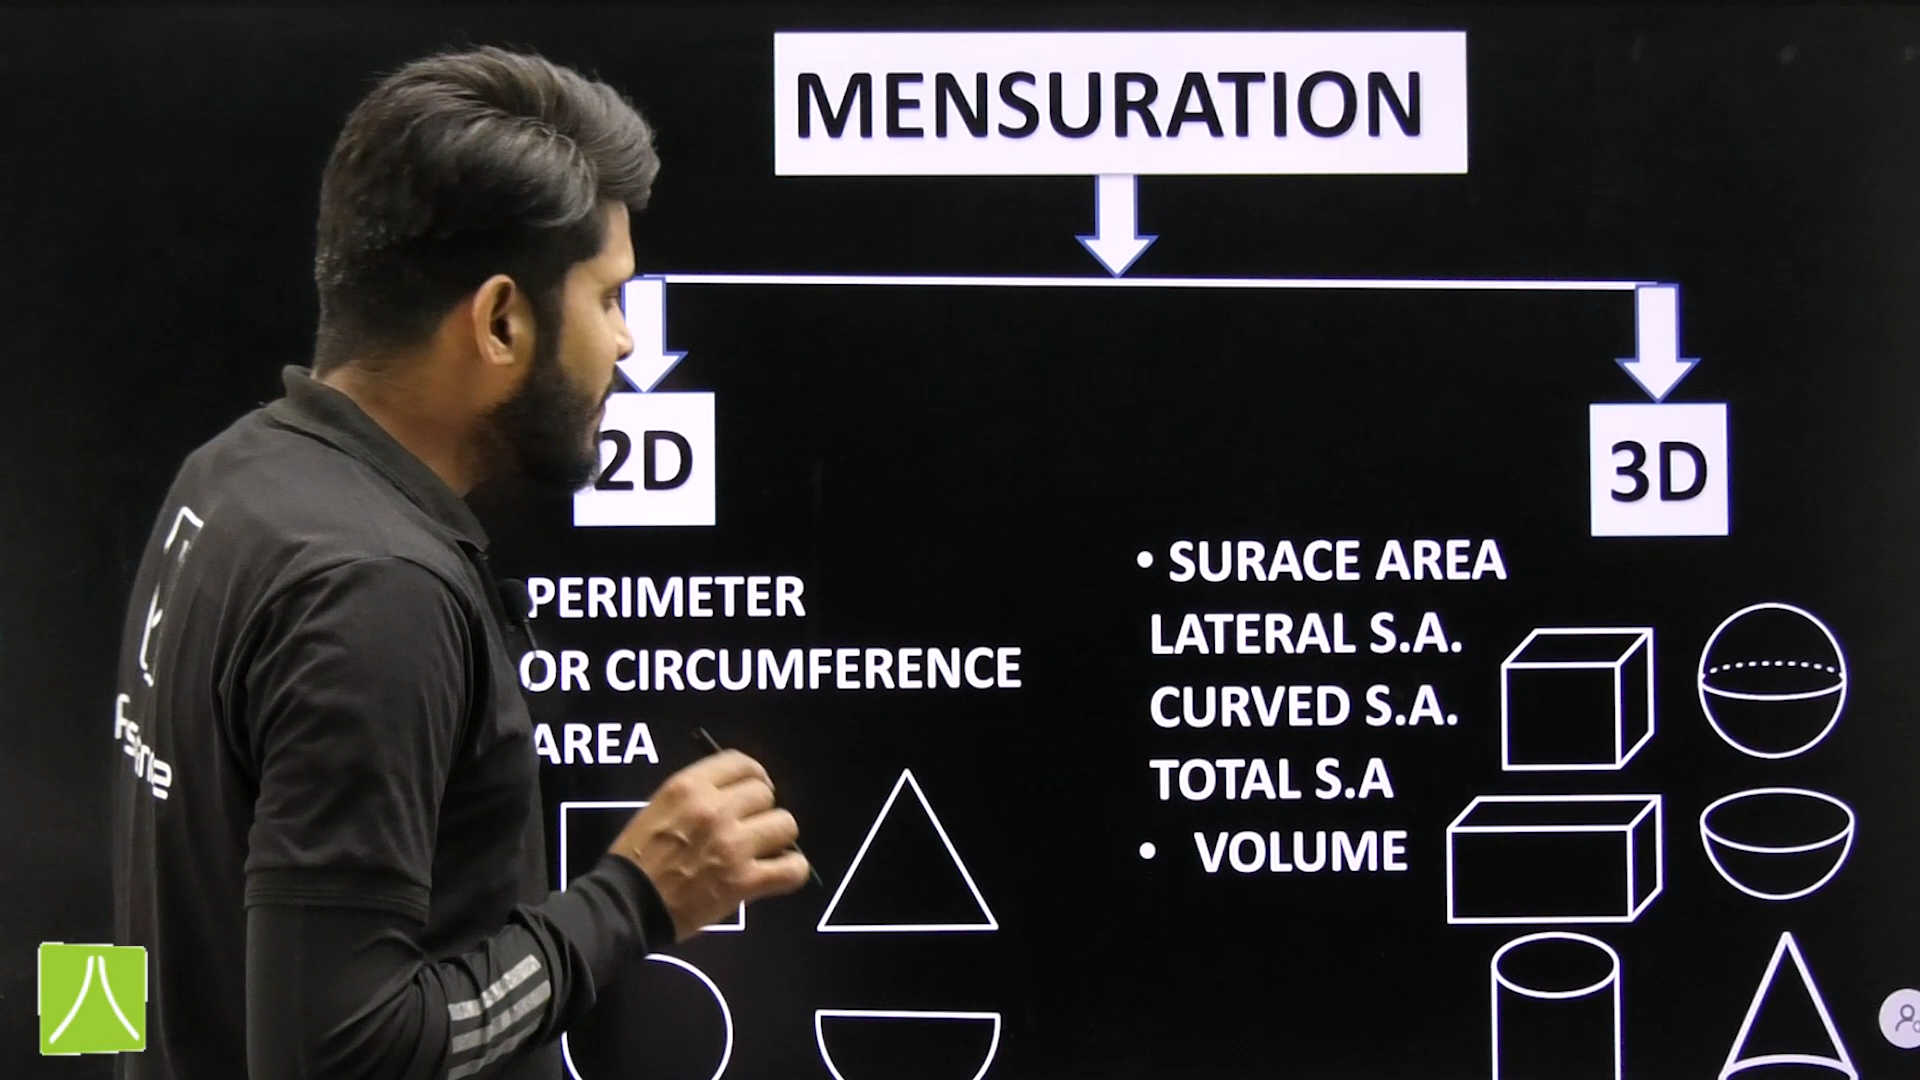 MENSURATION
2D
3D
PERIMETER
OR CIRCUMFERENCE
AREA
• SURACE AREA
LATERAL S.A.
CURVED S.A.
TOTAL S.A
• VOLUME